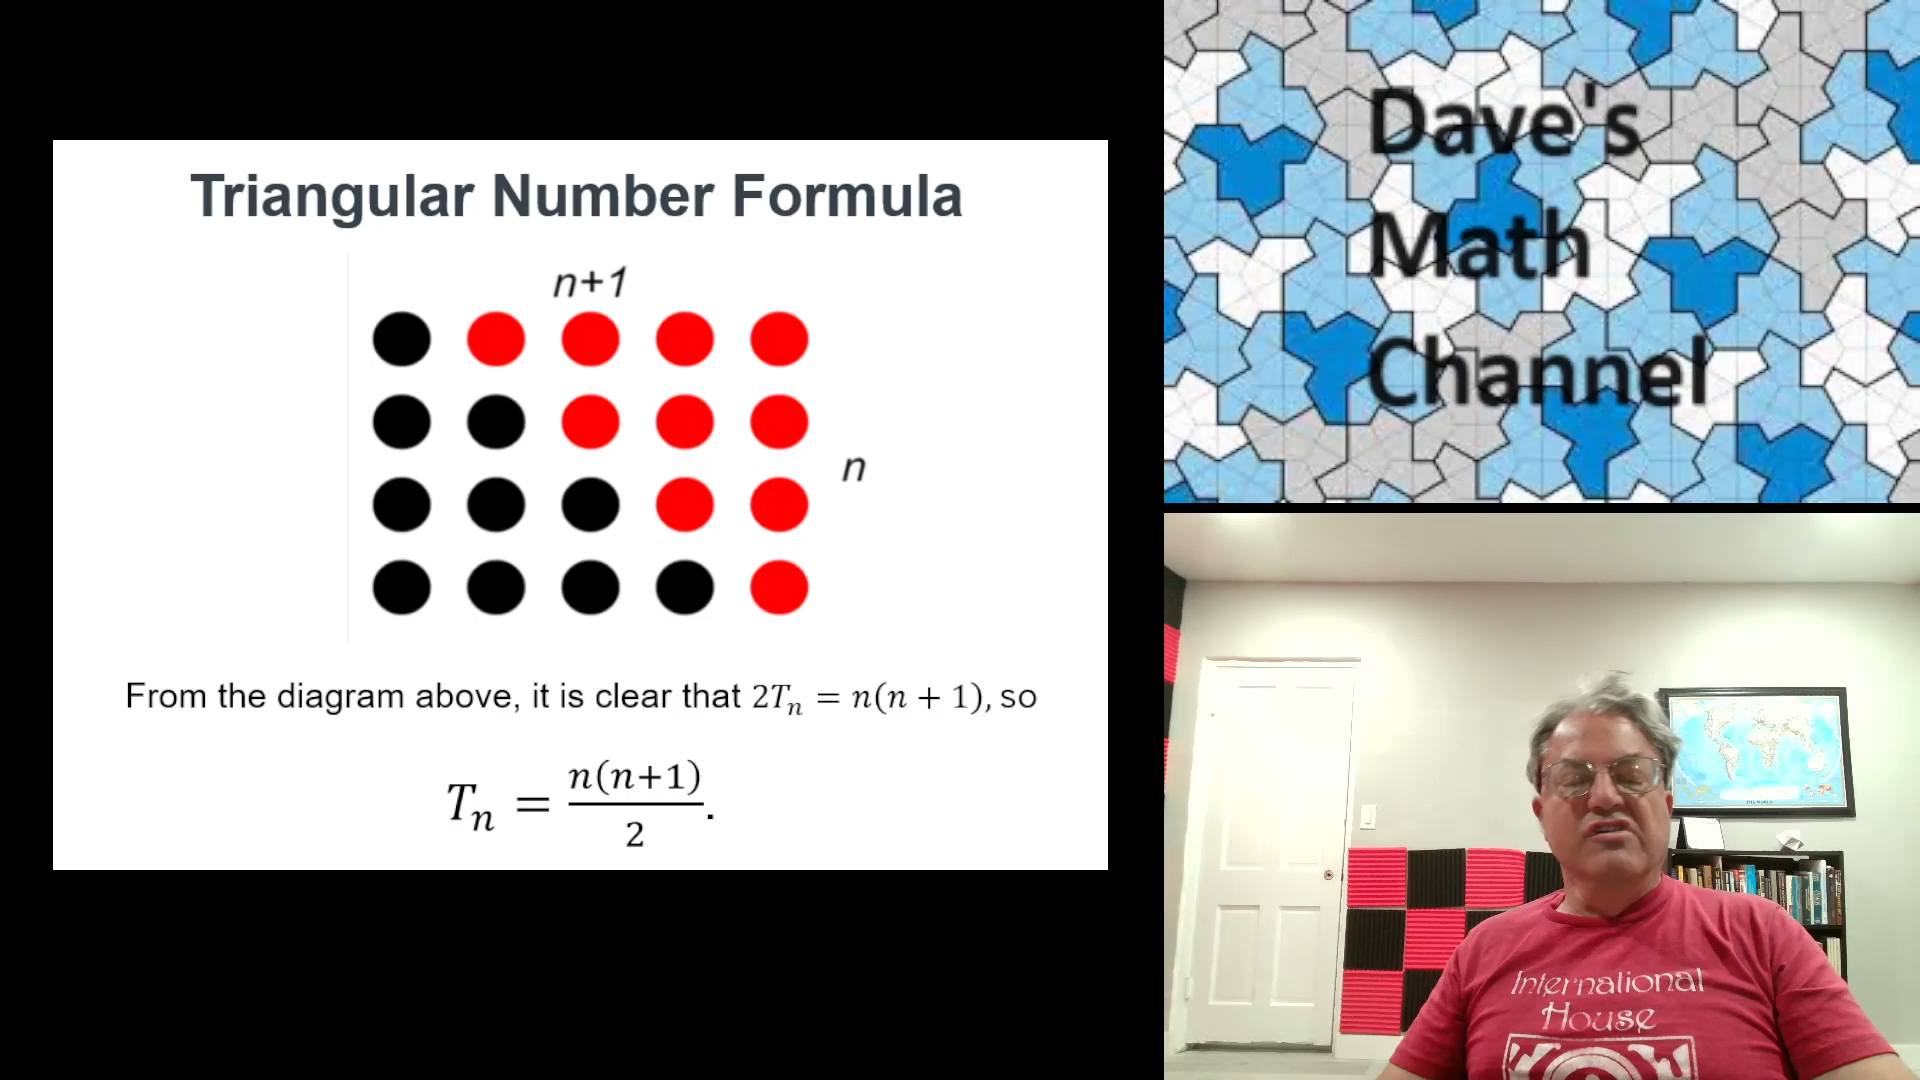 Triangular Number Formula
n+1
n
From the diagram above, it is clear that 2Tₙ = n(n + 1), so
Tₙ = n(n+1)/2.
Dave's
Math
Channel
International
House